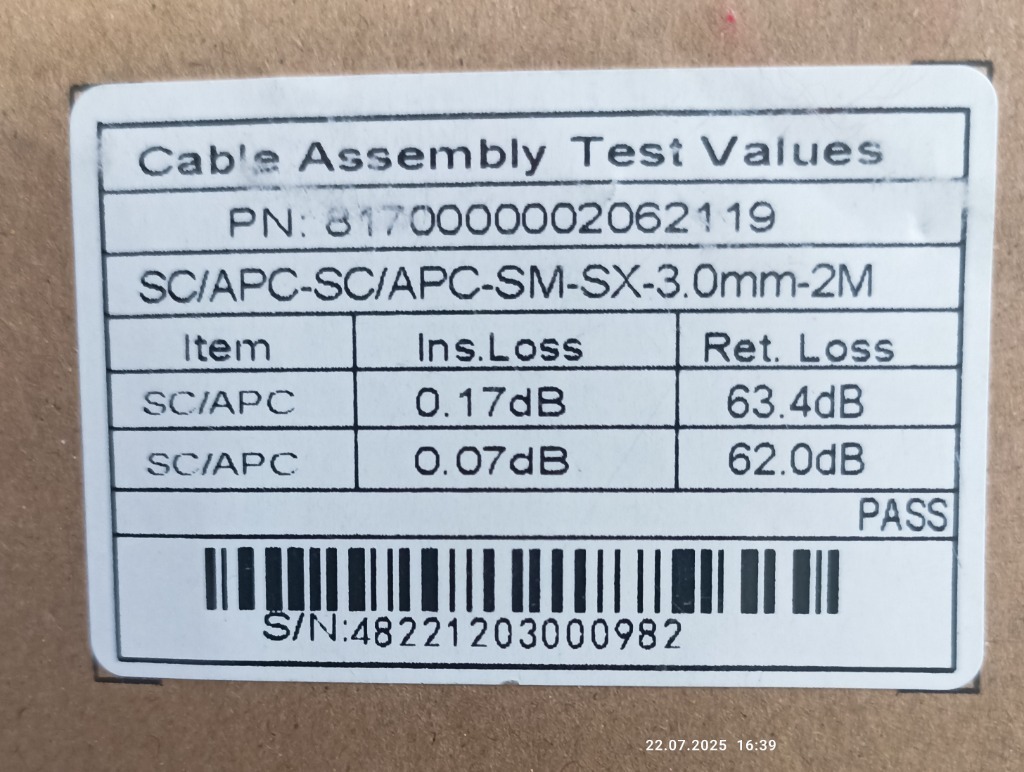 Cable Assembly Test Values
PN: 8170000002062119
SC/APC-SC/APC-SM-SX-3.0mm-2M
Item Ins.Loss Ret. Loss
SC/APC 0.17dB 63.4dB
SC/APC 0.07dB 62.0dB
PASS
S/N:48221203000982
22.07.2025 16:39